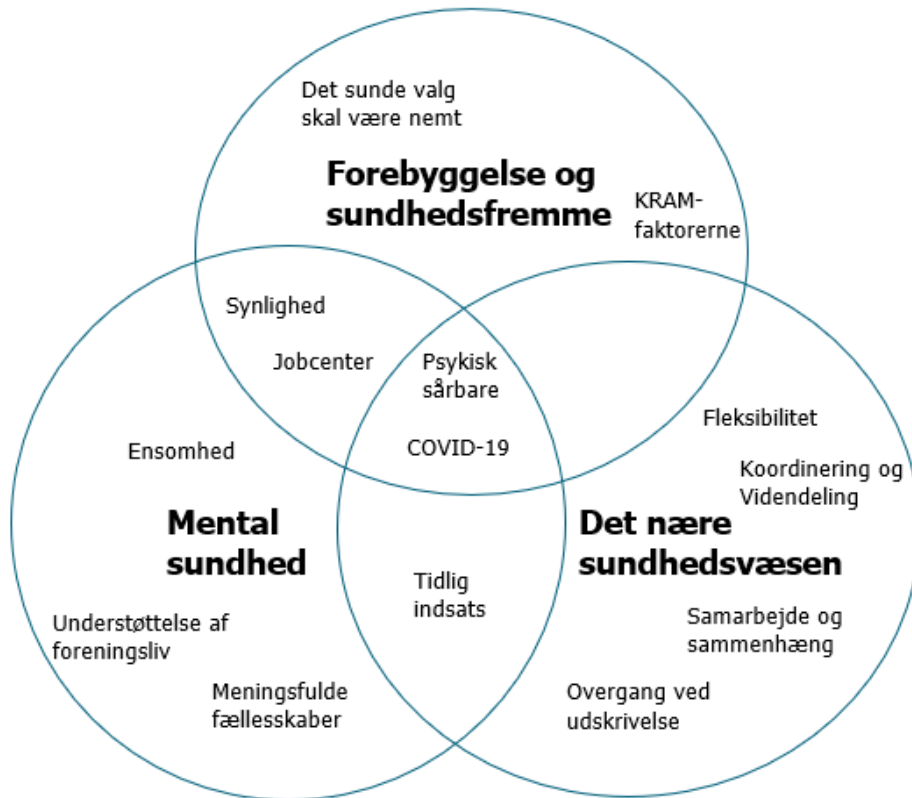 Det sunde valg
skal være nemt
Forebyggelse og
sundhedsfremme
KRAM-
faktorerne
Synlighed
Jobcenter
Psykisk
sårbare
COVID-19
Fleksibilitet
Koordinering og
Videndeling
Ensomhed
Mental
sundhed
Det nære
sundhedsvæsen
Tidlig
indsats
Understøttelse af
foreningsliv
Samarbejde og
sammenhæng
Meningsfulde
fællesskaber
Overgang ved
udskrivelse